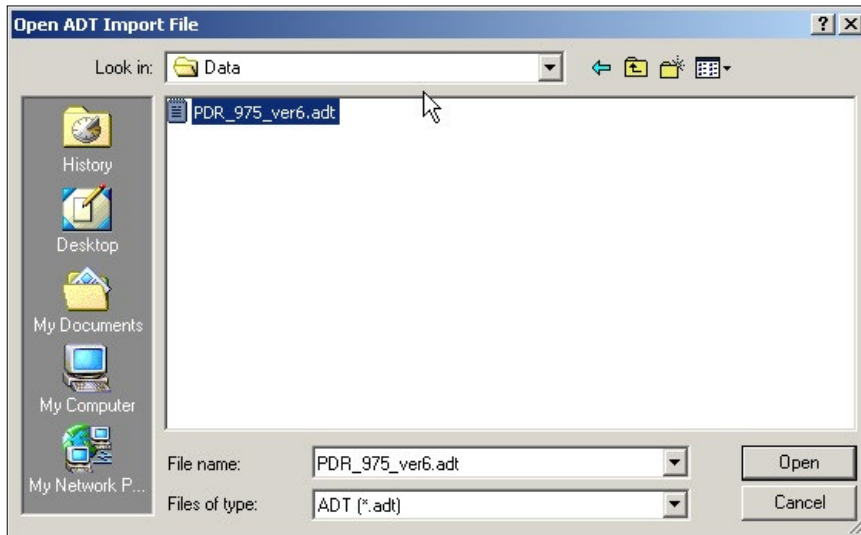 Open ADT Import File
Look in: Data
PDR_975_ver6.adt
History
Desktop
My Documents
My Computer
My Network P...
File name: PDR_975_ver6.adt Open
Files of type: ADT (*.adt) Cancel